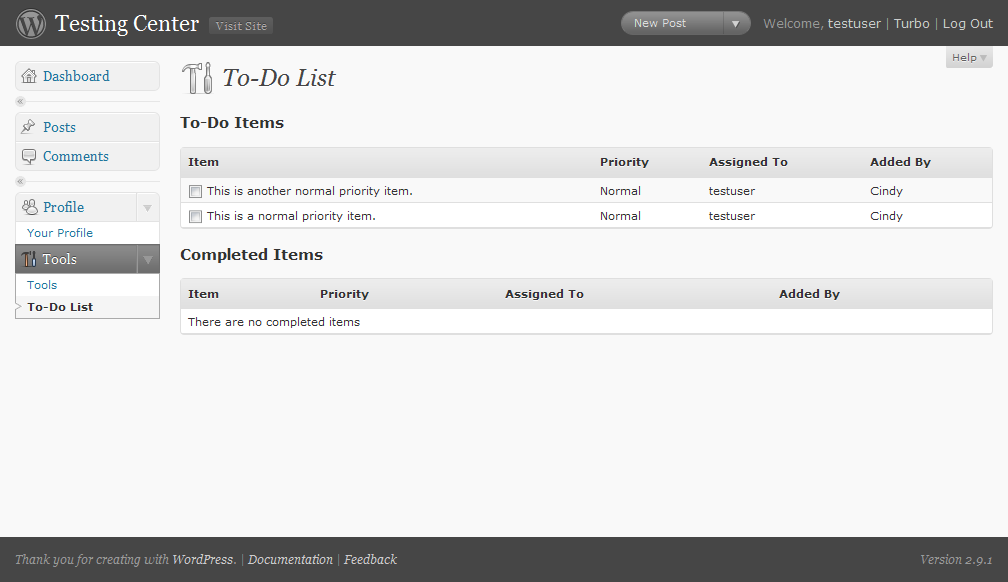 Testing Center Visit Site New Post Welcome, testuser | Turbo | Log Out
Help
Dashboard
Posts
Comments
Profile
Your Profile
Tools
Tools
To-Do List
To-Do List
To-Do Items
Item Priority Assigned To Added By
This is another normal priority item. Normal testuser Cindy
This is a normal priority item. Normal testuser Cindy
Completed Items
Item Priority Assigned To Added By
There are no completed items
Thank you for creating with WordPress. | Documentation | Feedback Version 2.9.1